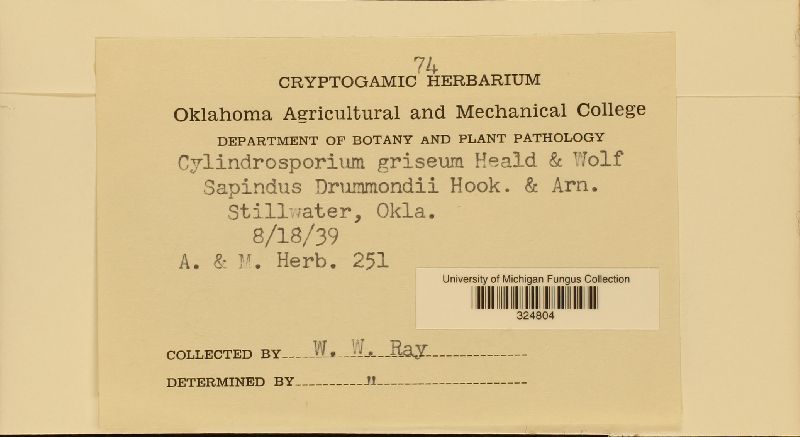 74
CRYPTOGAMIC HERBARIUM
Oklahoma Agricultural and Mechanical College
DEPARTMENT OF BOTANY AND PLANT PATHOLOGY
Cylindrosporium griseum Heald & Wolf
Sapindus Drummondii Hook. & Arn.
Stillwater, Okla.
8/18/39
A. & M. Herb. 251
University of Michigan Fungus Collection
324804
COLLECTED BY W. W. Ray
DETERMINED BY "